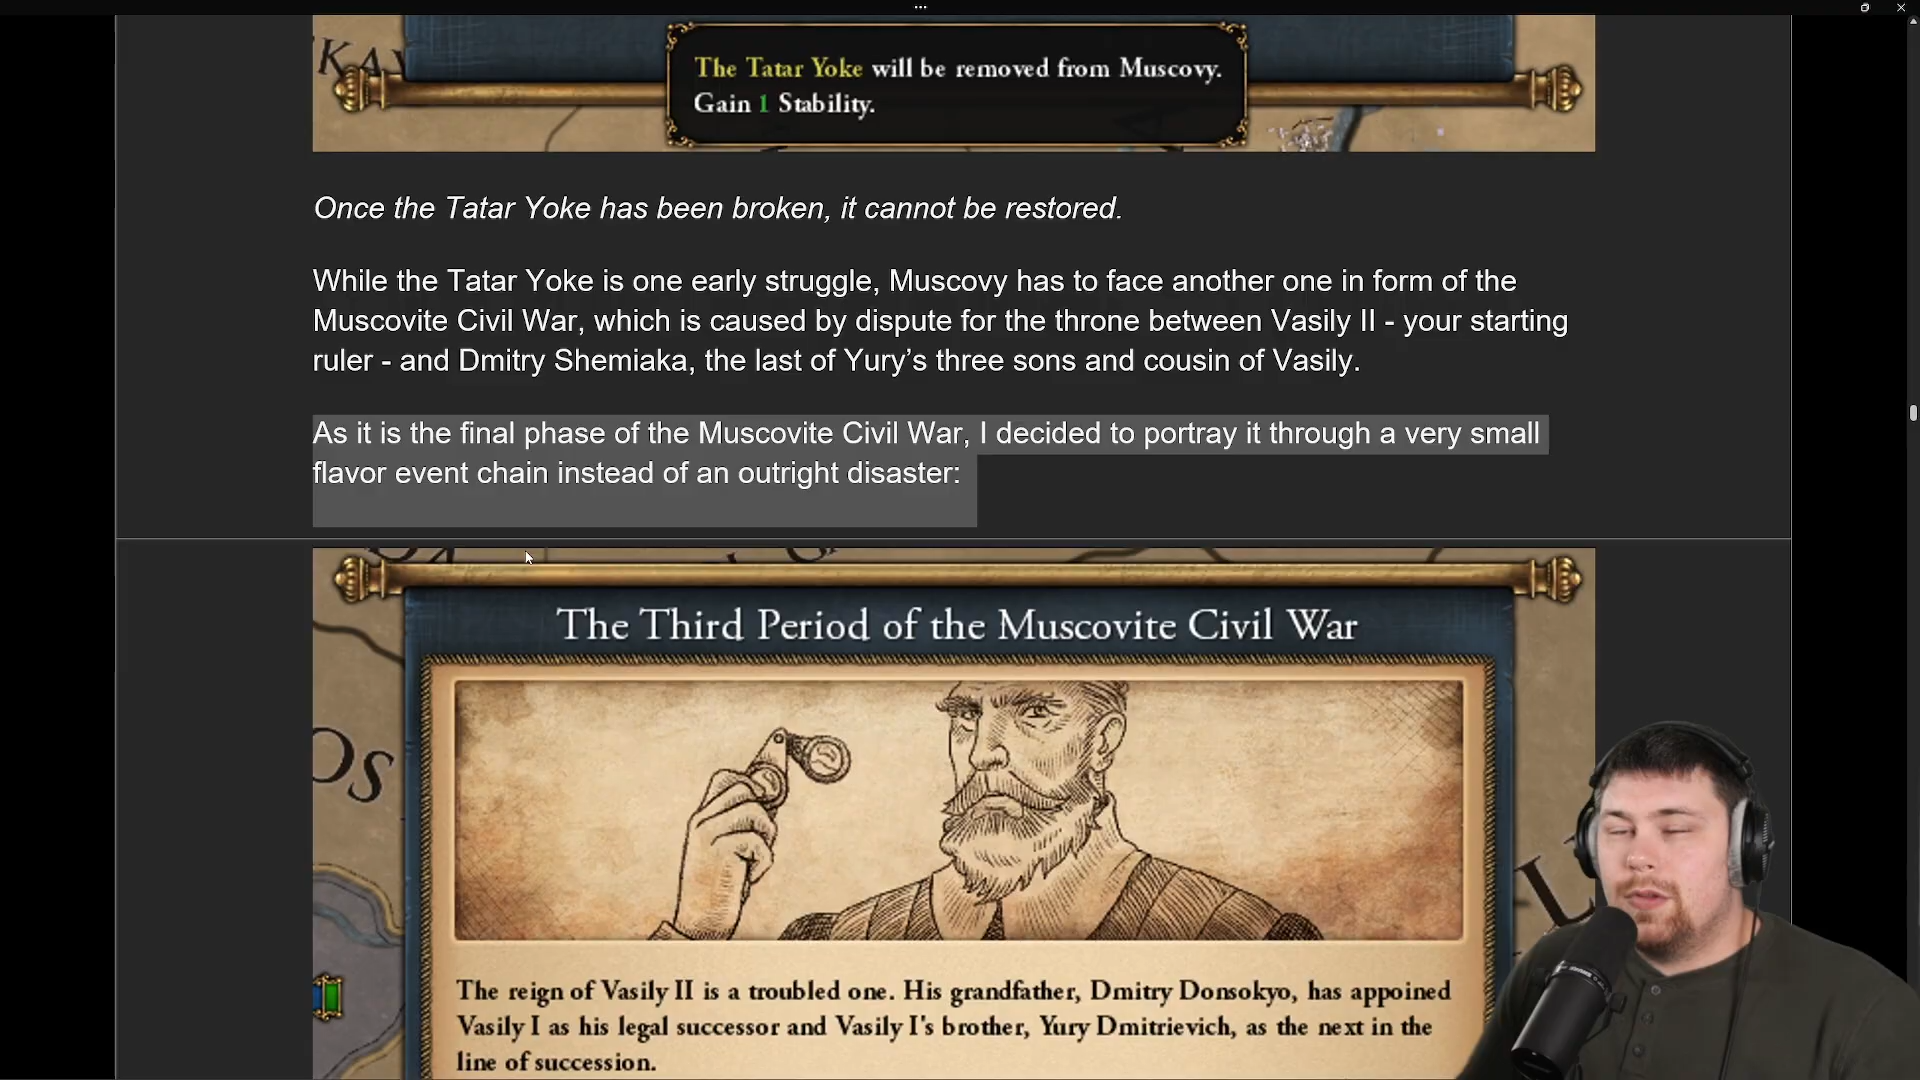 KAZ
The Tatar Yoke will be removed from Muscovy.
Gain 1 Stability.
Once the Tatar Yoke has been broken, it cannot be restored.
While the Tatar Yoke is one early struggle, Muscovy has to face another one in form of the
Muscovite Civil War, which is caused by dispute for the throne between Vasily II - your starting
ruler - and Dmitry Shemiaka, the last of Yury’s three sons and cousin of Vasily.
As it is the final phase of the Muscovite Civil War, I decided to portray it through a very small
flavor event chain instead of an outright disaster:
The Third Period of the Muscovite Civil War
OS
The reign of Vasily II is a troubled one. His grandfather, Dmitry Donsokyo, has appoined
Vasily I as his legal successor and Vasily I's brother, Yury Dmitrievich, as the next in the
line of succession.